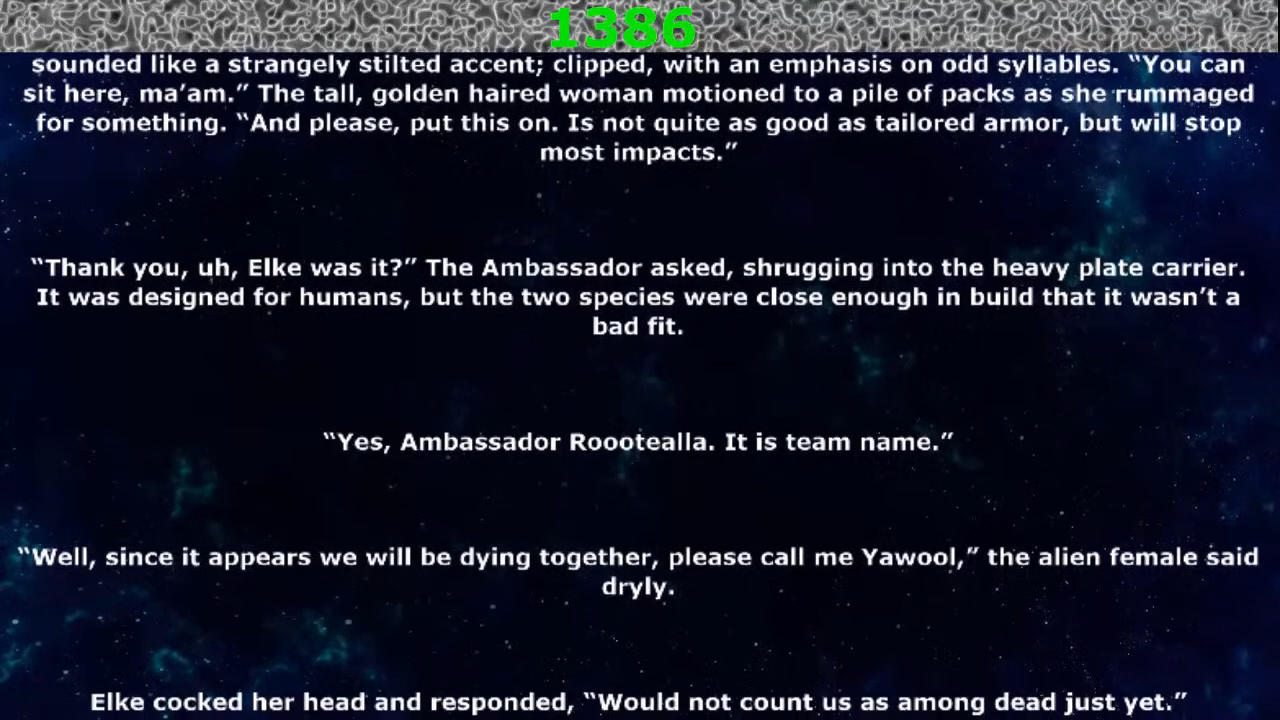 1386
sounded like a strangely stilted accent; clipped, with an emphasis on odd syllables. “You can
sit here, ma’am.” The tall, golden haired woman motioned to a pile of packs as she rummaged
for something. “And please, put this on. Is not quite as good as tailored armor, but will stop
most impacts.”
“Thank you, uh, Elke was it?” The Ambassador asked, shrugging into the heavy plate carrier.
It was designed for humans, but the two species were close enough in build that it wasn’t a
bad fit.
“Yes, Ambassador Roootealla. It is team name.”
“Well, since it appears we will be dying together, please call me Yawool,” the alien female said
dryly.
Elke cocked her head and responded, “Would not count us as among dead just yet.”